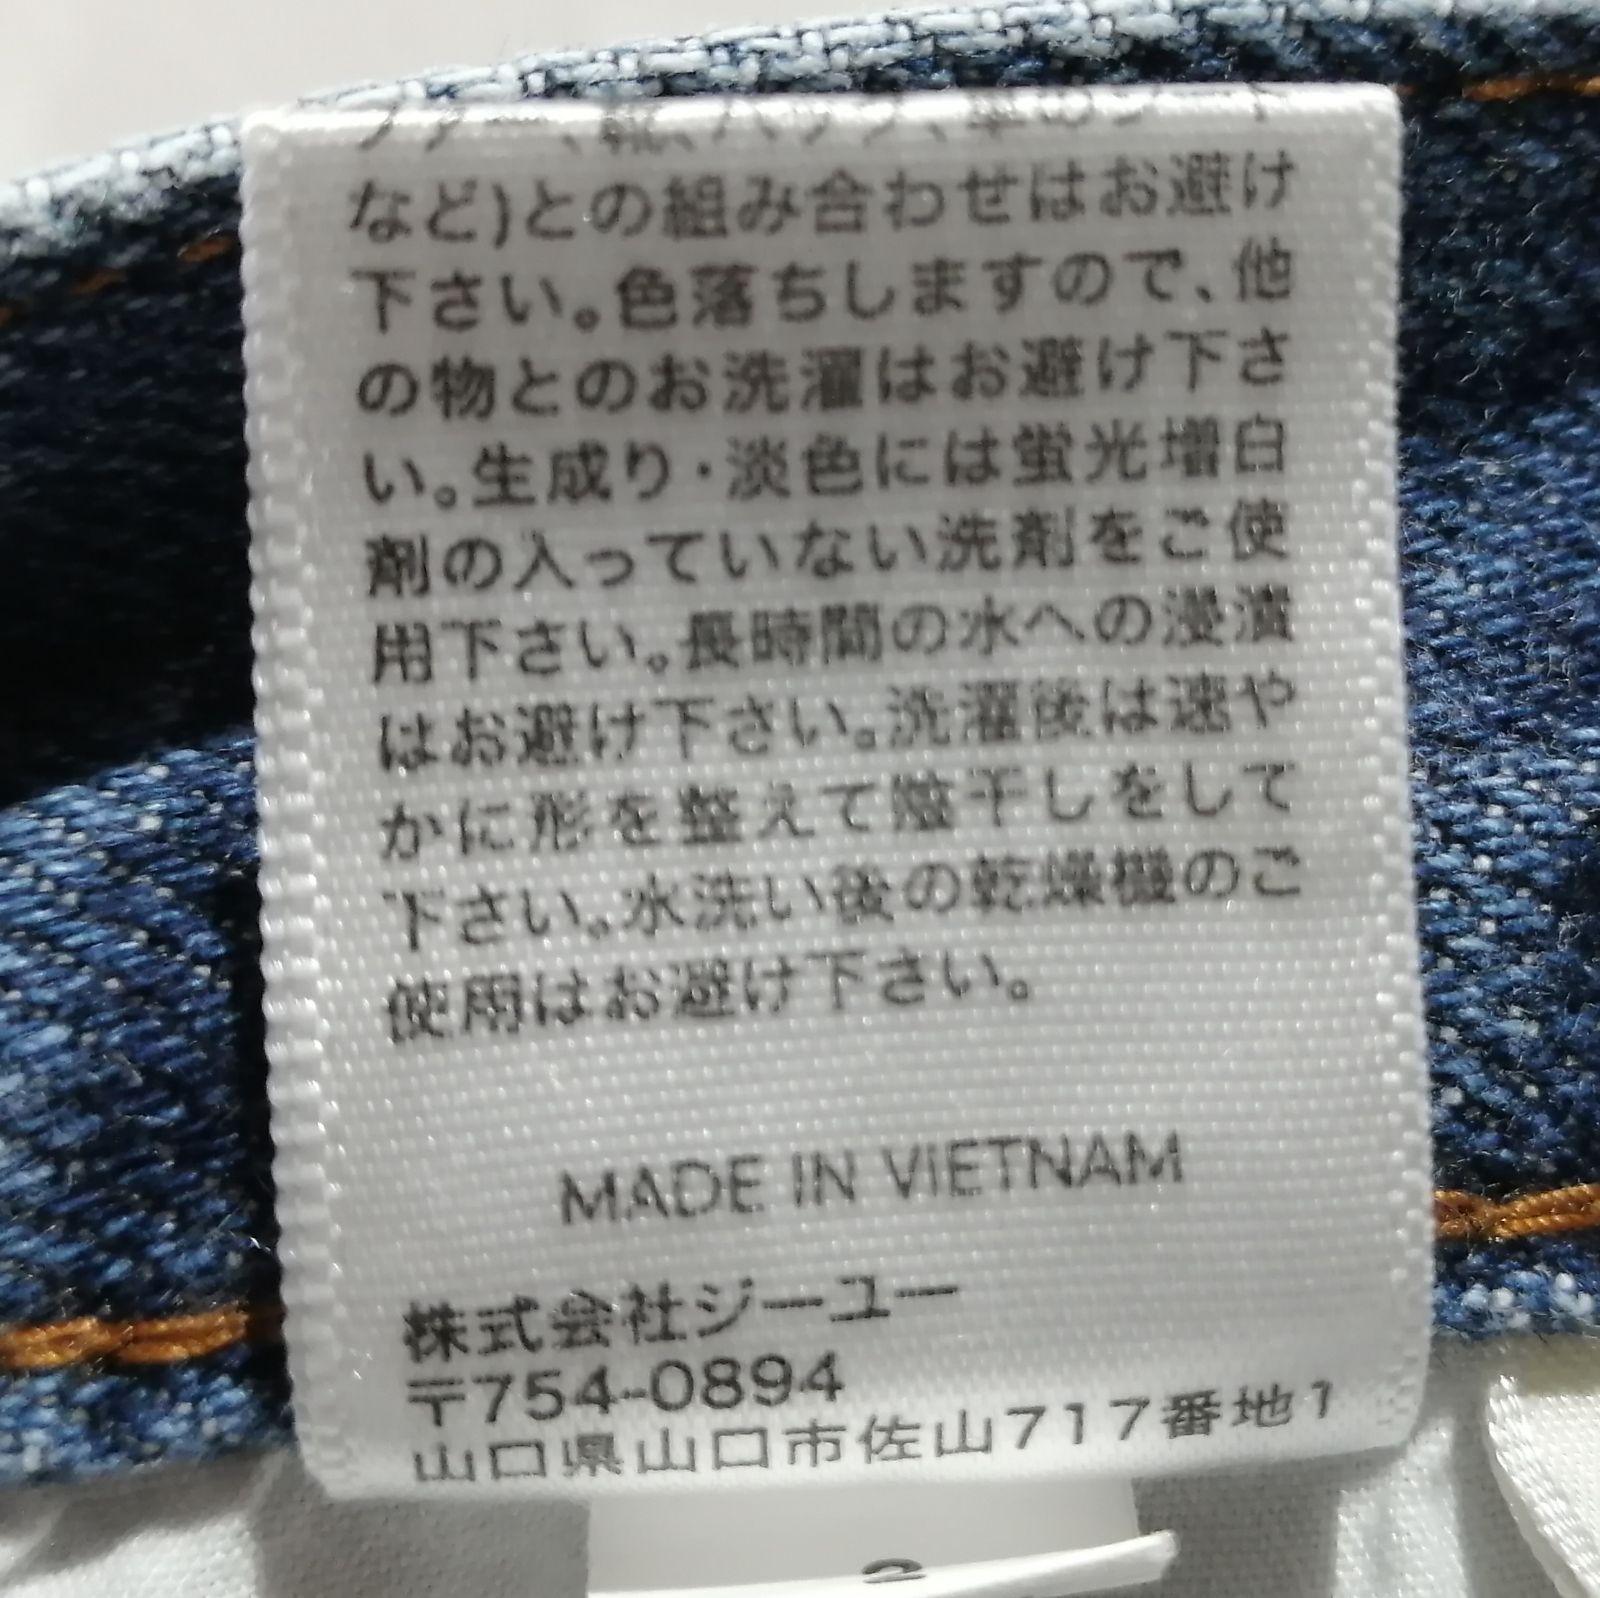 など)との組み合わせはお避け
下さい。色落ちしますので、他
の物とのお洗濯はお避け下さ
い。生成り・淡色には蛍光増白
剤の入っていない洗剤をご使
用下さい。長時間の水への浸漬
はお避け下さい。洗濯後は速や
かに形を整えて陰干しをして
下さい。水洗い後の乾燥機のご
使用はお避け下さい。
MADE IN VIETNAM
株式会社ジーユー
〒754-0894
山口県山口市佐山717番地1